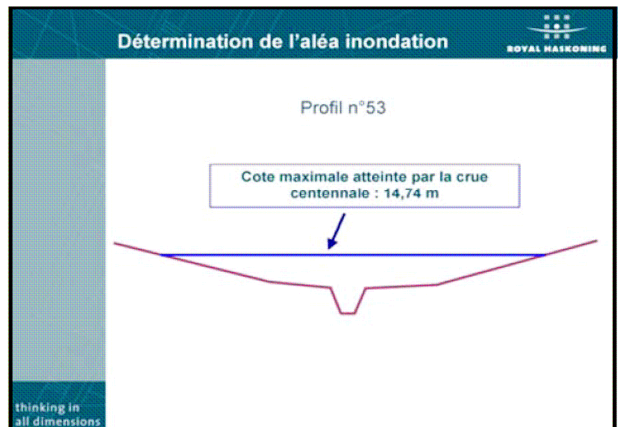 Détermination de l'aléa inondation
ROYAL HASKONING
Profil n°53
Cote maximale atteinte par la crue
centennale : 14,74 m
thinking in
all dimensions